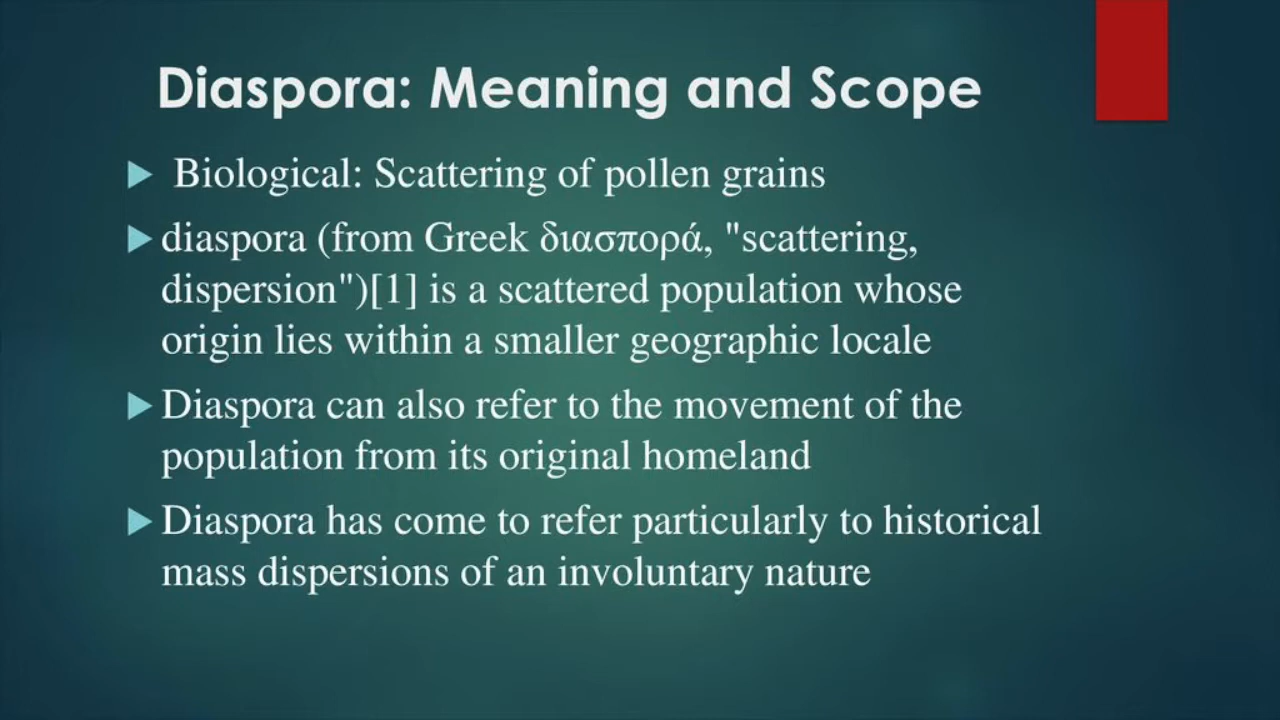 Diaspora: Meaning and Scope
Biological: Scattering of pollen grains
diaspora (from Greek διασπορά, "scattering,
dispersion")[1] is a scattered population whose
origin lies within a smaller geographic locale
Diaspora can also refer to the movement of the
population from its original homeland
Diaspora has come to refer particularly to historical
mass dispersions of an involuntary nature